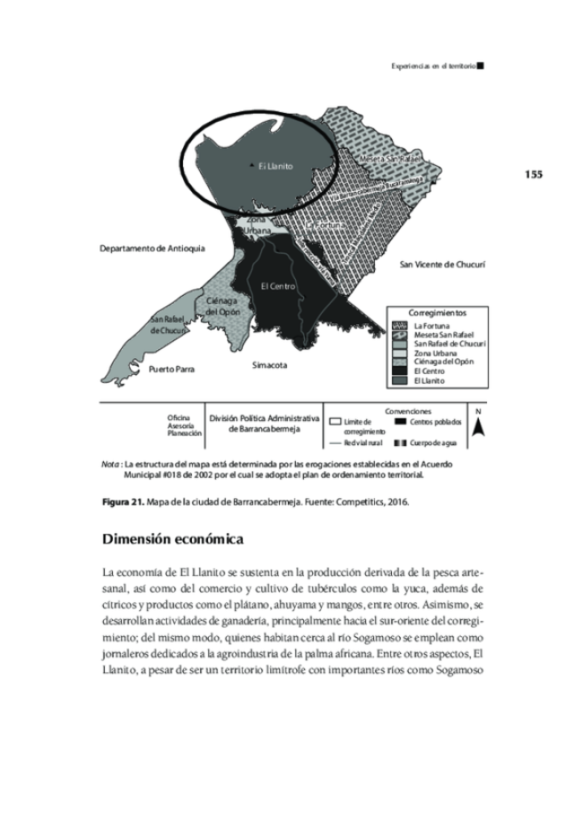 Experiencias en el territorio
155
El Llanito
Meseta San Rafael
Vía Barrancabermeja Bucaramanga
Zona
Urbana
La Fortuna
Departamento de Antioquia
San Vicente de Chucurí
El Centro
Ciénaga
del Opón
San Rafael
de Chucurí
Puerto Parra
Simacota
Corregimientos
La Fortuna
Meseta San Rafael
San Rafael de Chucurí
Zona Urbana
Ciénaga del Opón
El Centro
El Llanito
Oficina
Asesoría
Planeación
División Política Administrativa
de Barrancabermeja
Convenciones
Límite de
corregimiento
Centros poblados
Red vial rural
Cuerpo de agua
N
Nota: La estructura del mapa está determinada por las erogaciones establecidas en el Acuerdo
Municipal #018 de 2002 por el cual se adopta el plan de ordenamiento territorial.
Figura 21. Mapa de la ciudad de Barrancabermeja. Fuente: Competitics, 2016.
Dimensión económica
La economía de El Llanito se sustenta en la producción derivada de la pesca arte-
sanal, así como del comercio y cultivo de tubérculos como la yuca, además de
cítricos y productos como el plátano, ahuyama y mangos, entre otros. Asimismo, se
desarrollan actividades de ganadería, principalmente hacia el sur-oriente del corregi-
miento; del mismo modo, quienes habitan cerca al río Sogamoso se emplean como
jornaleros dedicados a la agroindustria de la palma africana. Entre otros aspectos, El
Llanito, a pesar de ser un territorio limítrofe con importantes ríos como Sogamoso